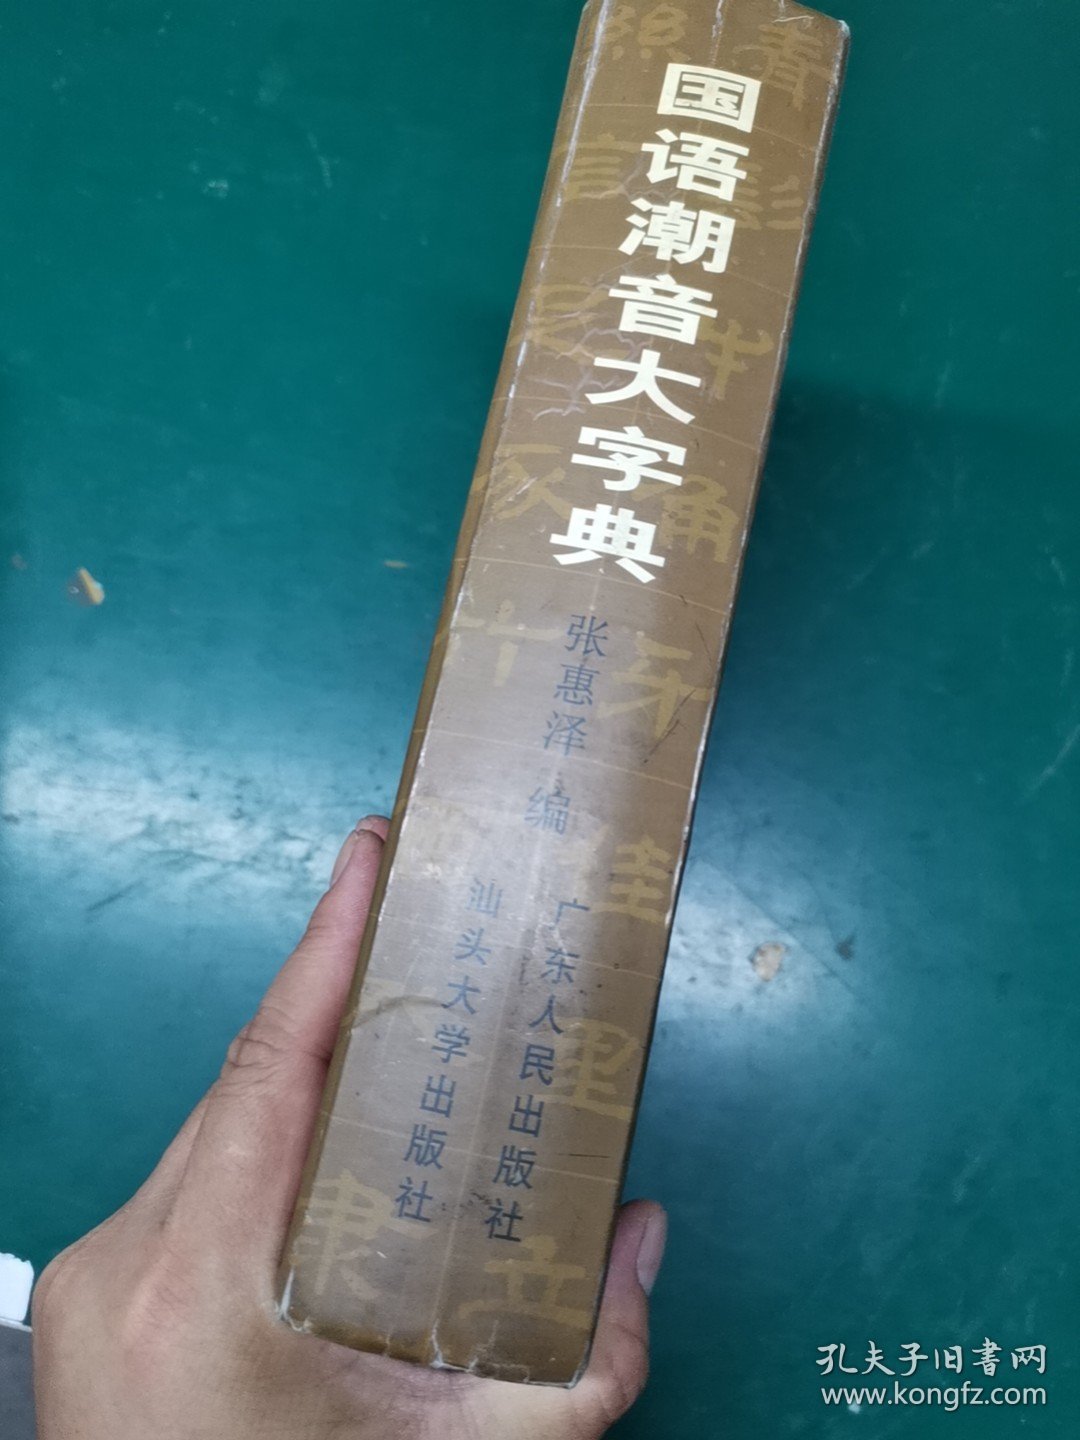 国语潮音大字典
张惠泽 编
广东人民出版社
汕头大学出版社
孔夫子旧書网
www.kongfz.com